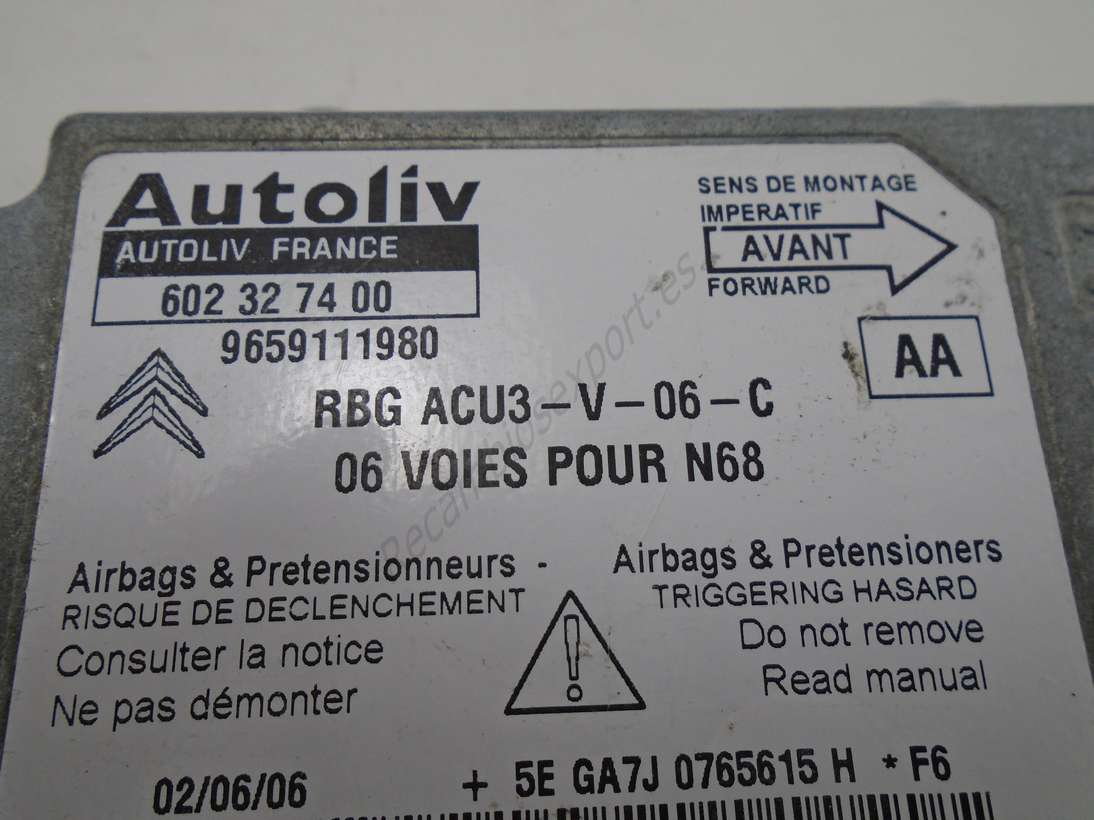 Autoliv
AUTOLIV FRANCE
602 32 74 00
9659111980
SENS DE MONTAGE
IMPERATIF
AVANT
FORWARD
AA
RBG ACU3-V-06-C
06 VOIES POUR N68
Recambiosexport.es
Airbags & Pretensionneurs -
RISQUE DE DECLENCHEMENT
Consulter la notice
Ne pas démonter
Airbags & Pretensioners
TRIGGERING HASARD
Do not remove
Read manual
!
02/06/06
+ 5E GA7J 0765615 H * F6